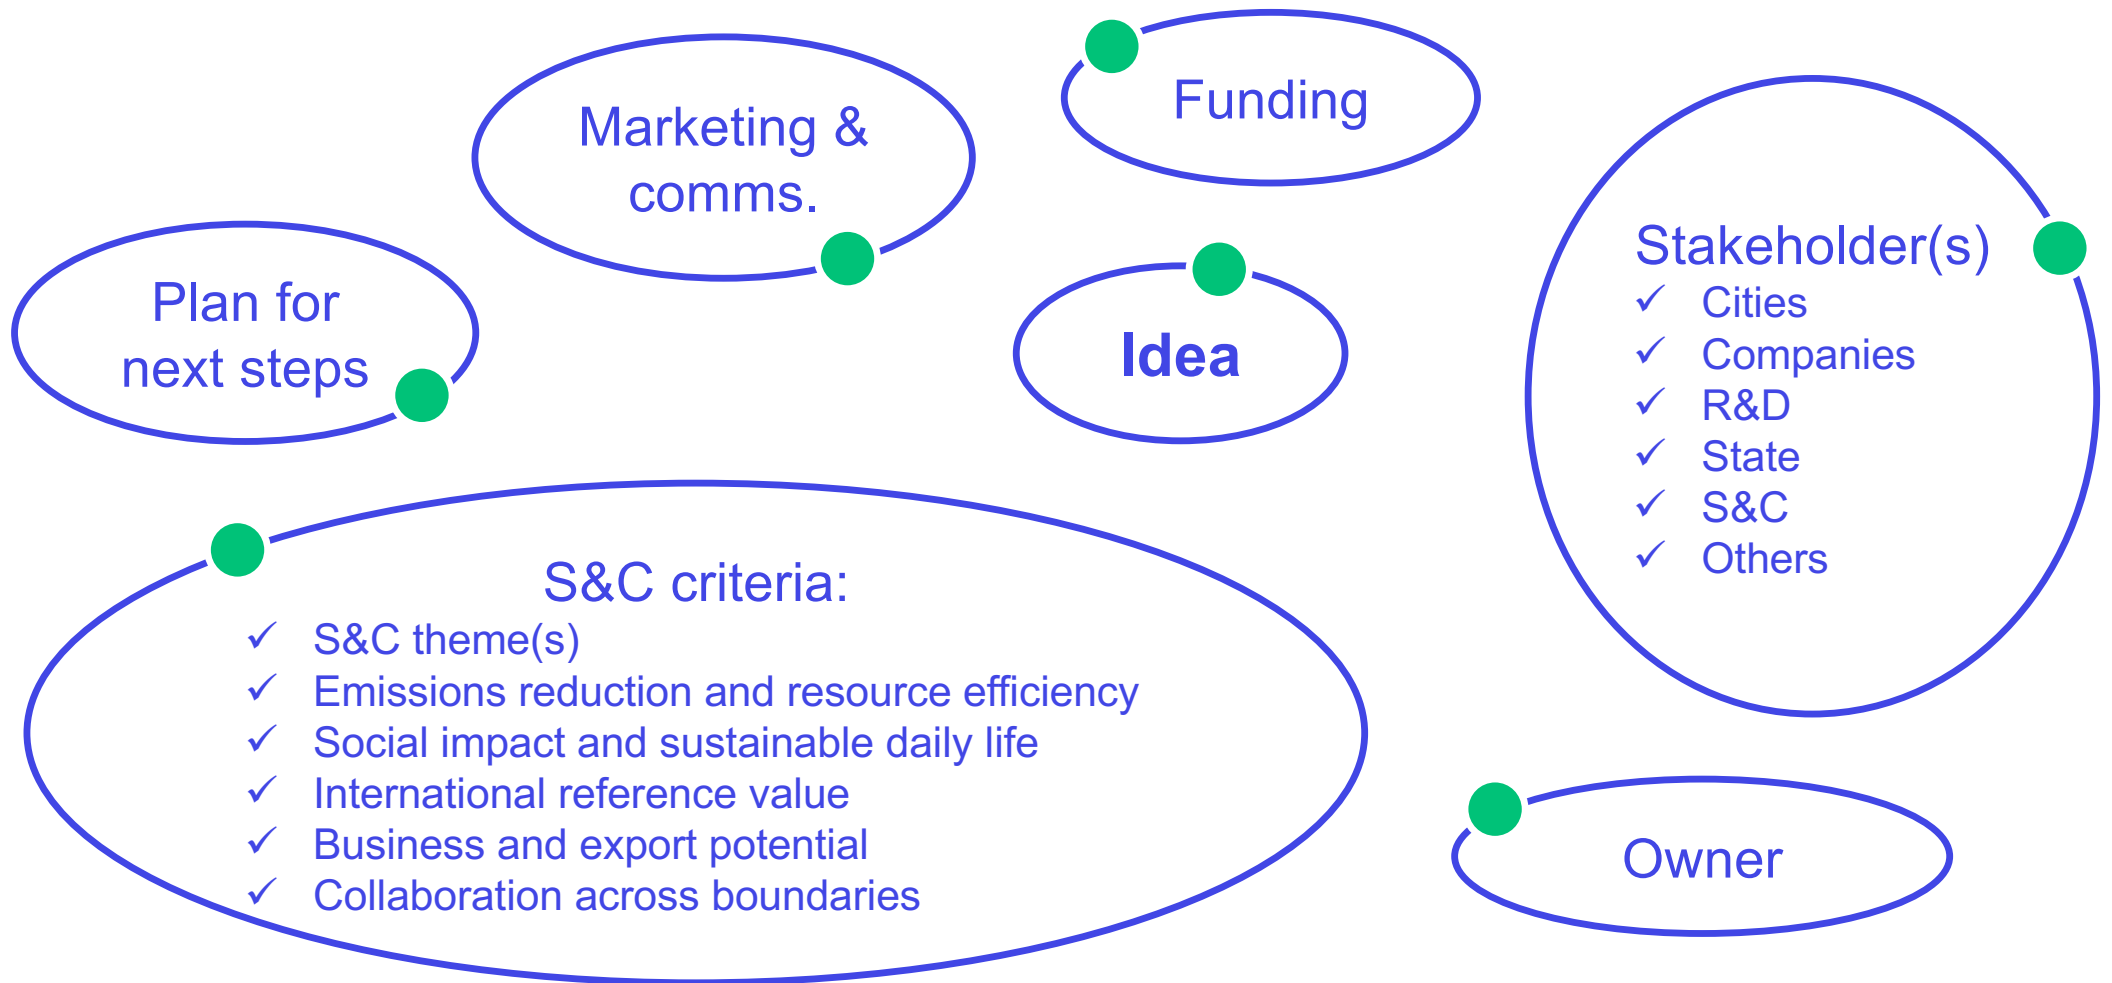 Marketing &
comms.
Funding
Plan for
next steps
Idea
Stakeholder(s)
✓ Cities
✓ Companies
✓ R&D
✓ State
✓ S&C
✓ Others
S&C criteria:
✓ S&C theme(s)
✓ Emissions reduction and resource efficiency
✓ Social impact and sustainable daily life
✓ International reference value
✓ Business and export potential
✓ Collaboration across boundaries
Owner